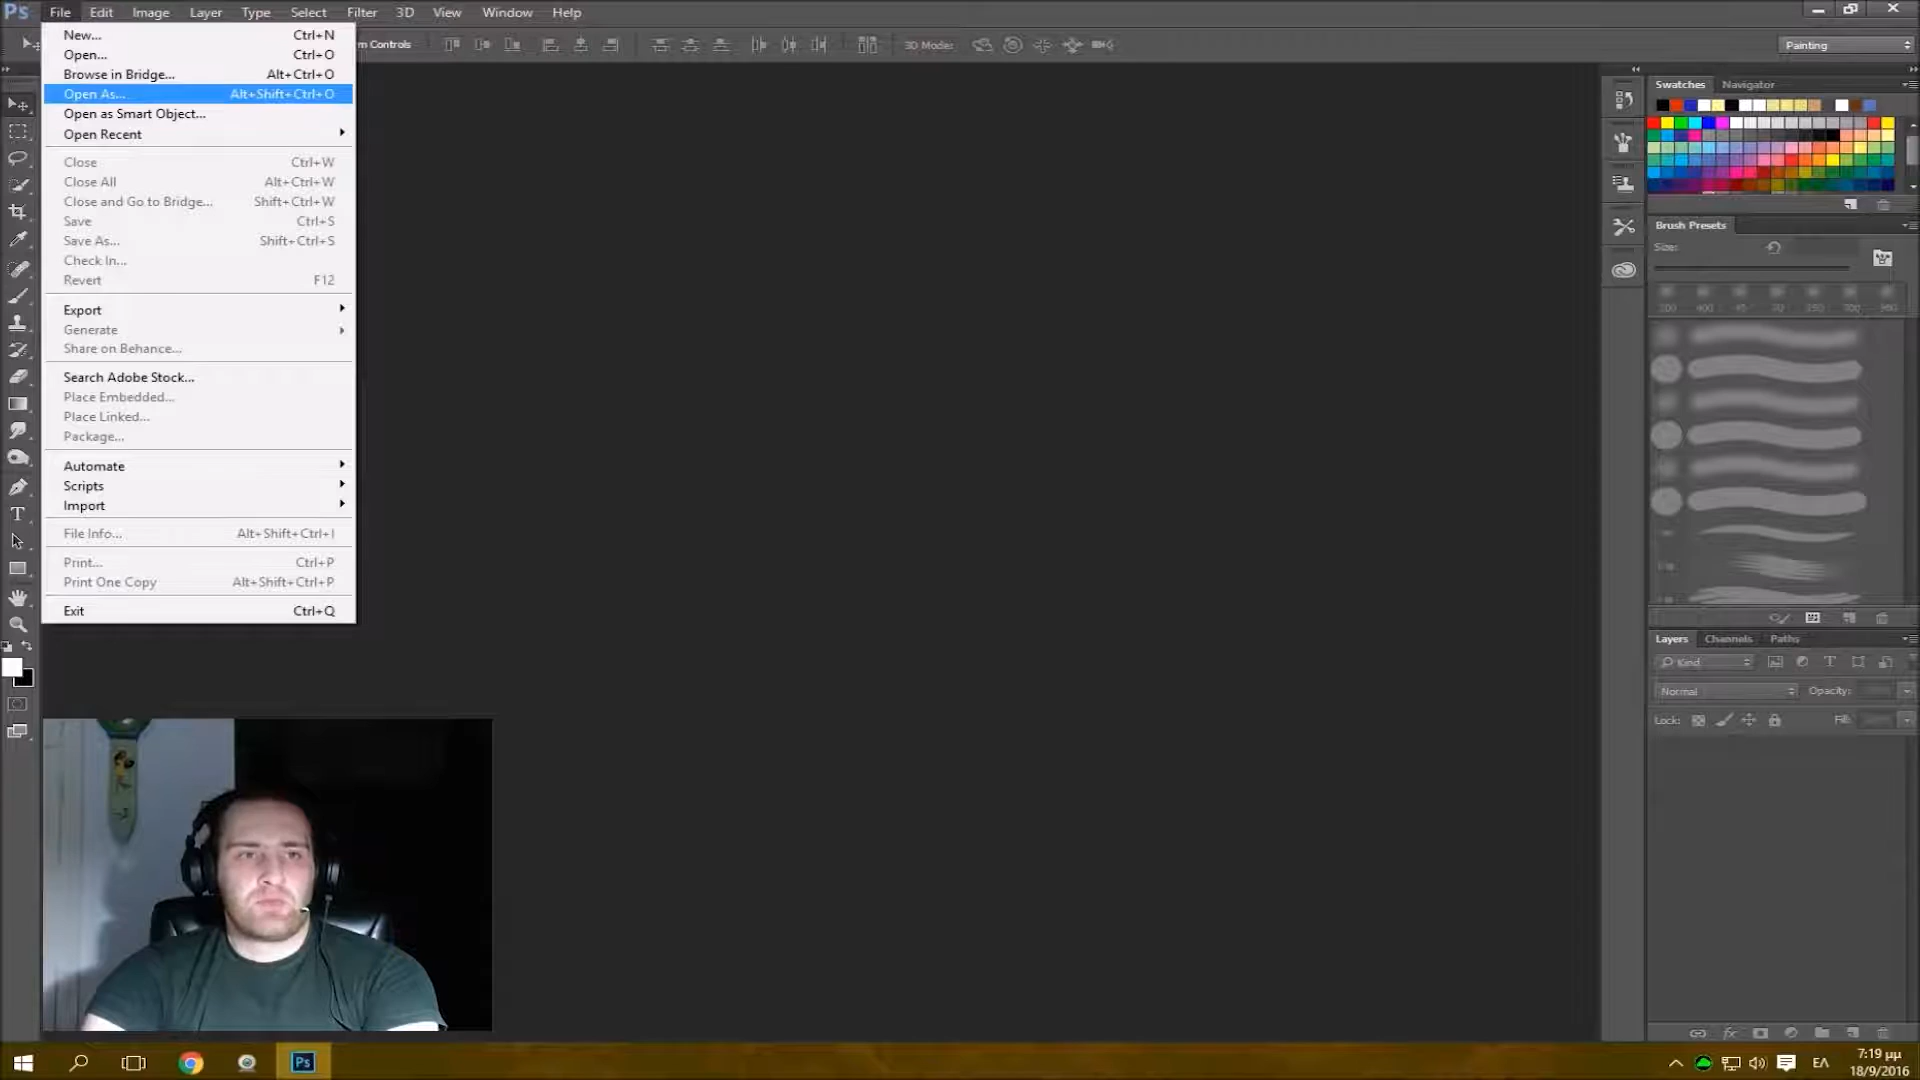 Ps File Edit Image Layer Type Select Filter 3D View Window Help
m Controls 3D Mode: Painting
New... Ctrl+N
Open... Ctrl+O
Browse in Bridge... Alt+Ctrl+O
Open As... Alt+Shift+Ctrl+O
Open as Smart Object...
Open Recent
Close Ctrl+W
Close All Alt+Ctrl+W
Close and Go to Bridge... Shift+Ctrl+W
Save Ctrl+S
Save As... Shift+Ctrl+S
Check In...
Revert F12
Export
Generate
Share on Behance...
Search Adobe Stock...
Place Embedded...
Place Linked...
Package...
Automate
Scripts
Import
File Info... Alt+Shift+Ctrl+I
Print... Ctrl+P
Print One Copy Alt+Shift+Ctrl+P
Exit Ctrl+Q
Swatches Navigator
Brush Presets
Size:
Layers Channels Paths
Kind
Normal Opacity:
Lock: Fill:
Ps
ΕΛ
7:19 μμ
18/9/2016